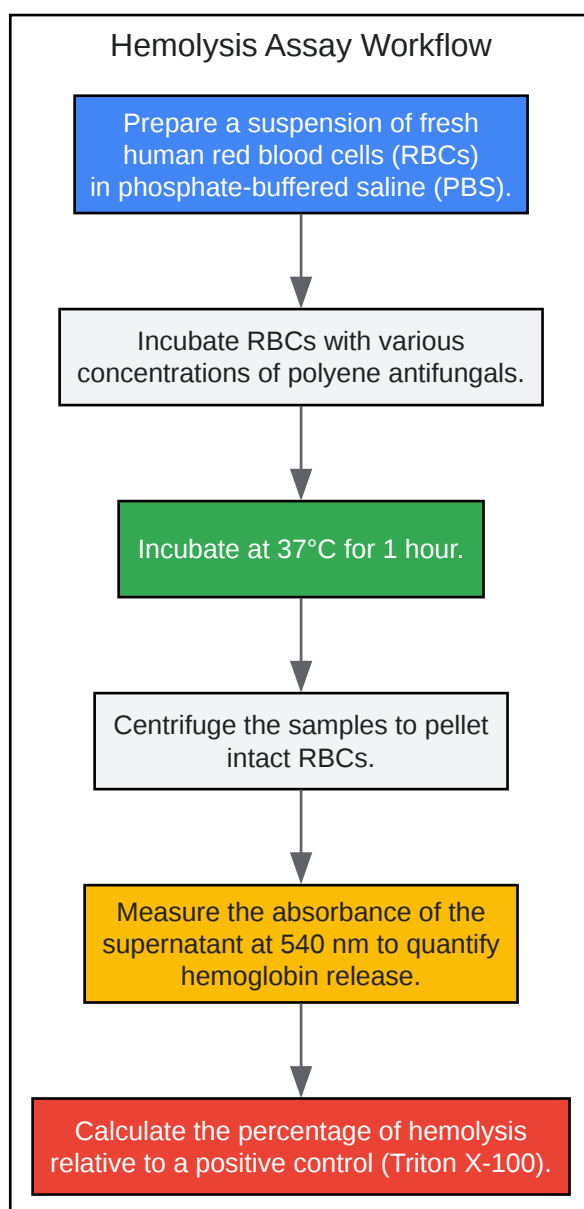 Hemolysis Assay Workflow
Prepare a suspension of fresh
human red blood cells (RBCs)
in phosphate-buffered saline (PBS).
Incubate RBCs with various
concentrations of polyene antifungals.
Incubate at 37°C for 1 hour.
Centrifuge the samples to pellet
intact RBCs.
Measure the absorbance of the
supernatant at 540 nm to quantify
hemoglobin release.
Calculate the percentage of hemolysis
relative to a positive control (Triton X-100).